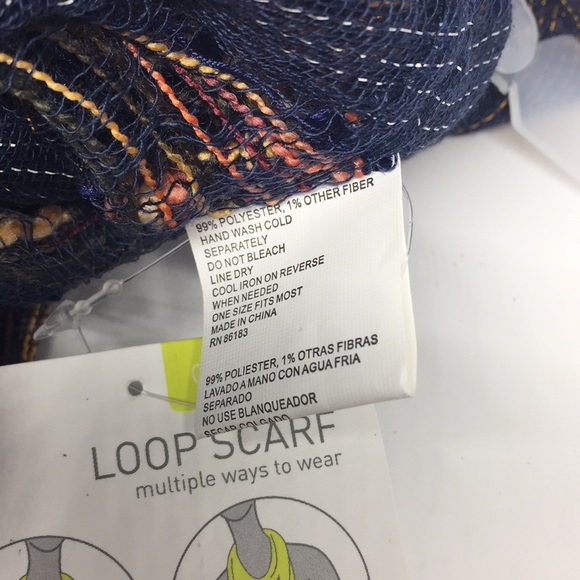 99% POLYESTER, 1% OTHER FIBER
HAND WASH COLD
SEPARATELY
DO NOT BLEACH
LINE DRY
COOL IRON ON REVERSE
WHEN NEEDED
ONE SIZE FITS MOST
MADE IN CHINA
RN 86183
99% POLIESTER, 1% OTRAS FIBRAS
LAVADO A MANO CON AGUA FRIA
SEPARADO
NO USE BLANQUEADOR
SECAR COLGADO
LOOP SCARF
multiple ways to wear